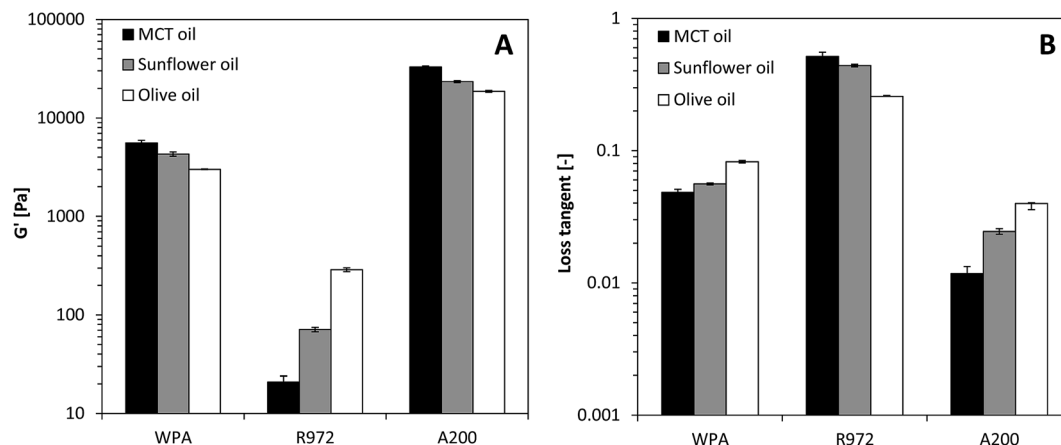 A
MCT oil
Sunflower oil
Olive oil
G' [Pa]
100000
10000
1000
100
10
WPA R972 A200
B
MCT oil
Sunflower oil
Olive oil
Loss tangent [-]
1
0.1
0.01
0.001
WPA R972 A200